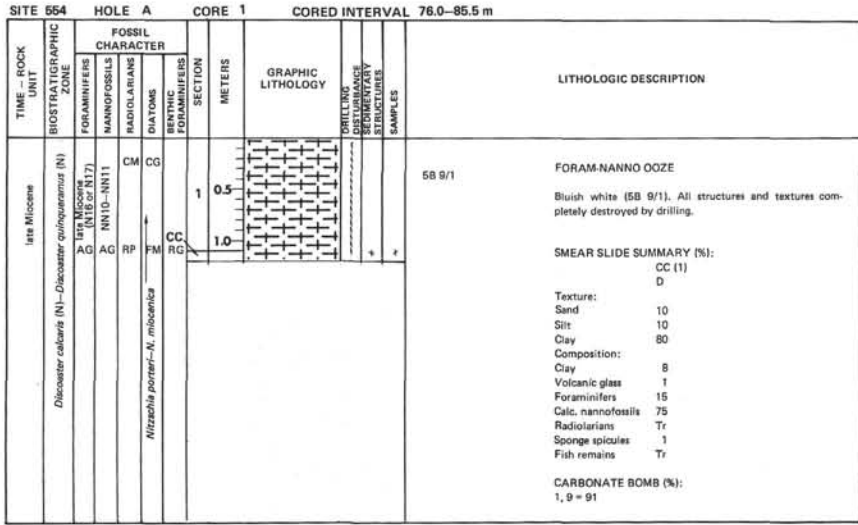 SITE 554 HOLE A CORE 1 CORED INTERVAL 76.0–85.5 m
TIME – ROCK UNIT
BIOSTRATIGRAPHIC ZONE
FOSSIL CHARACTER
FORAMINIFERS
NANNOFOSSILS
RADIOLARIANS
DIATOMS
BENTHIC FORAMINIFERS
SECTION
METERS
GRAPHIC LITHOLOGY
DRILLING DISTURBANCE
SEDIMENTARY STRUCTURES
SAMPLES
LITHOLOGIC DESCRIPTION
late Miocene
Discoaster calcaris (N)–Discoaster quinqueramus (N)
late Miocene (N16 or N17)
NN10–NN11
CM CG
AG AG RP FM RG
Nitzschia porteri–N. miocenica
CC
1
0.5
1.0
5B 9/1
FORAM-NANNO OOZE
Bluish white (5B 9/1). All structures and textures com-
pletely destroyed by drilling.
SMEAR SLIDE SUMMARY (%):
CC (1)
D
Texture:
Sand 10
Silt 10
Clay 80
Composition:
Clay 8
Volcanic glass 1
Foraminifers 15
Calc. nannofossils 75
Radiolarians Tr
Sponge spicules 1
Fish remains Tr
CARBONATE BOMB (%):
1, 9 = 91